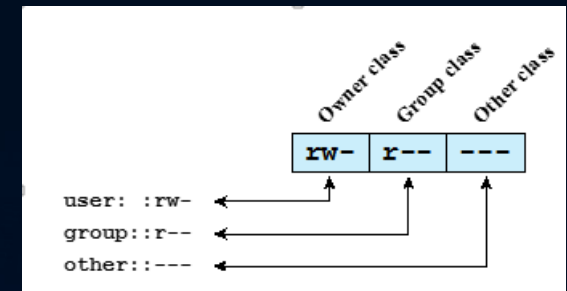 Owner class
Group class
Other class
rw- r-- ---
user: :rw-
group::r--
other::---